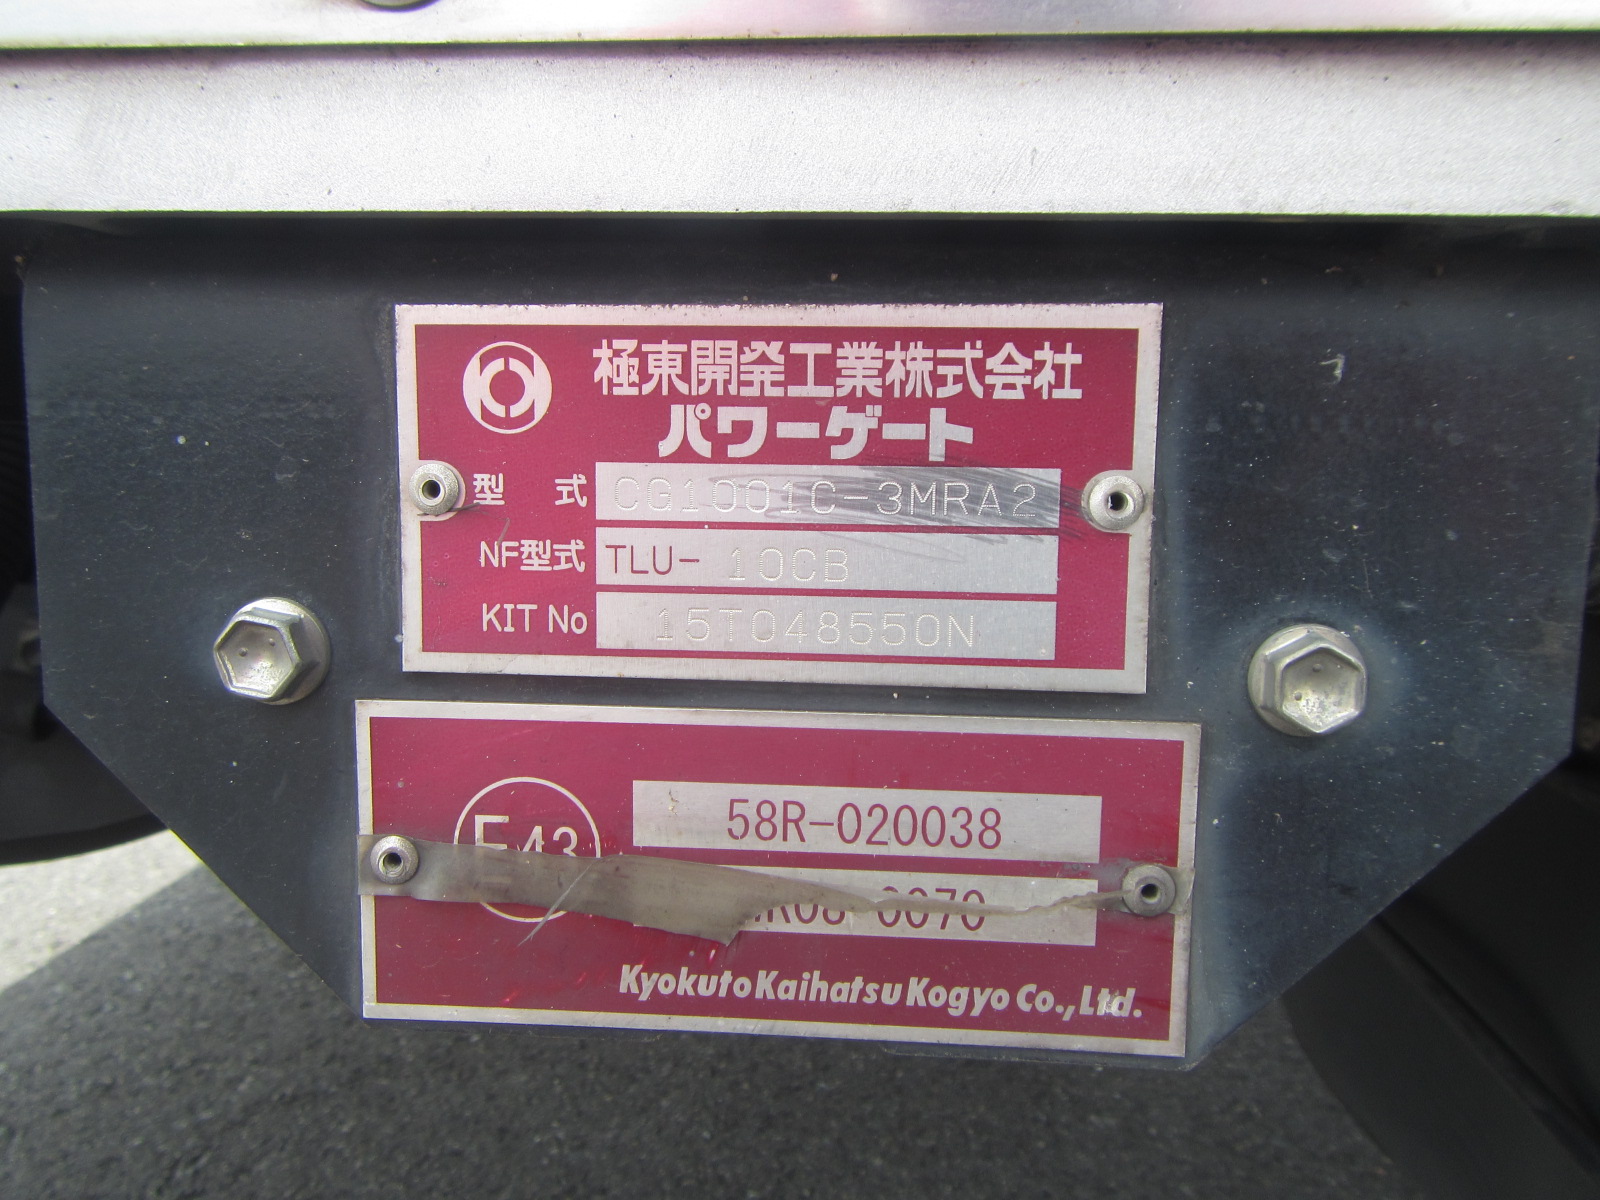 極東開発工業株式会社
パワーゲート
型式 CG1001C-3MRA2
NF型式 TLU- 10CB
KIT No 15T048550N
E43
58R-020038
Kyokuto Kaihatsu Kogyo Co., Ltd.